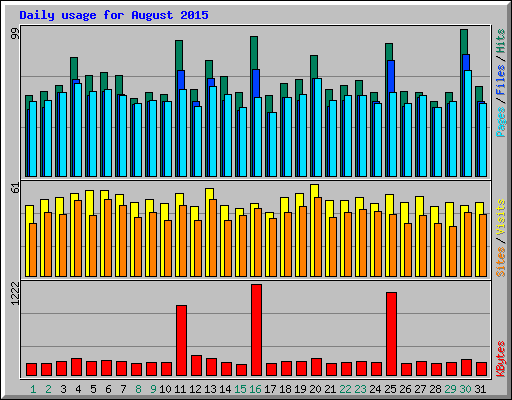 Daily usage for August 2015
99
Pages / Files / Hits
61
Sites / Visits
1222
KBytes
1 2 3 4 5 6 7 8 9 10 11 12 13 14 15 16 17 18 19 20 21 22 23 24 25 26 27 28 29 30 31